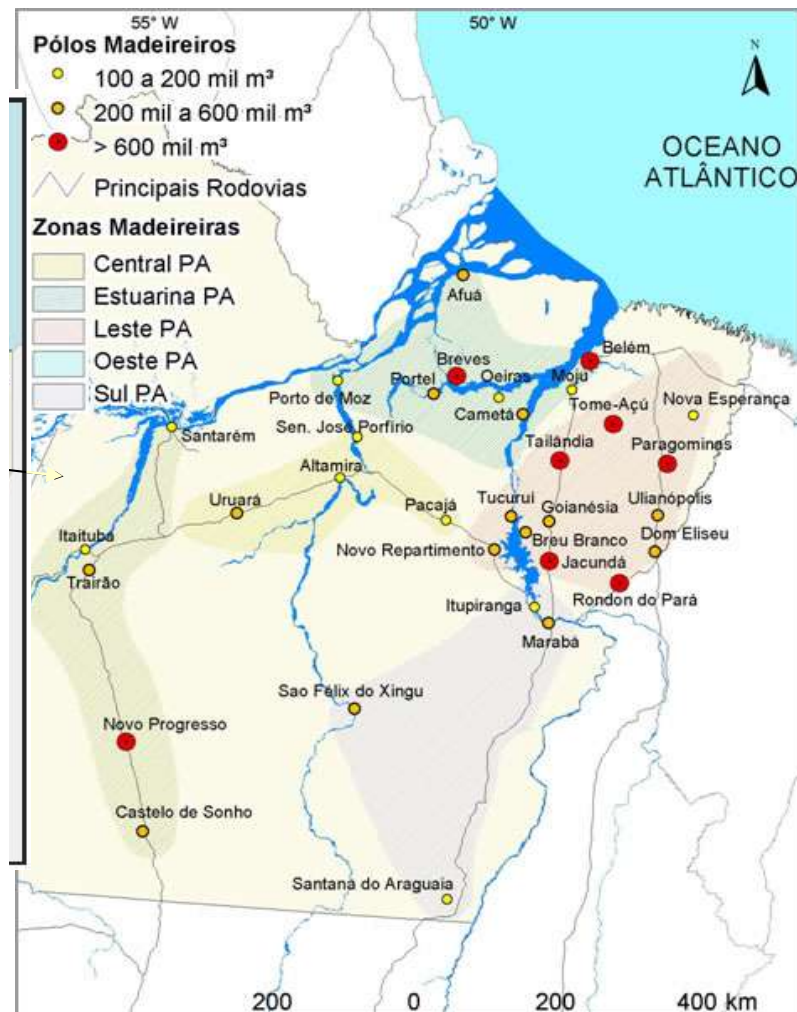 55° W
50° W
Pólos Madeireiros
100 a 200 mil m³
200 mil a 600 mil m³
> 600 mil m³
Principais Rodovias
Zonas Madeireiras
Central PA
Estuarina PA
Leste PA
Oeste PA
Sul PA
N
OCEANO
ATLÂNTICO
Afuá
Belém
Breves
Portel
Oeiras
Moju
Porto de Moz
Cametá
Tome-Açú
Nova Esperança
Santarém
Sen. José Porfirio
Tailândia
Paragominas
Altamira
Uruará
Pacajá
Tucurui
Goianésia
Ulianópolis
Itaituba
Novo Repartimento
Breu Branco
Dom Eliseu
Trairão
Jacundá
Rondon do Pará
Itupiranga
Marabá
Sao Félix do Xingu
Novo Progresso
Castelo de Sonho
Santana do Araguaia
200 0 200 400 km